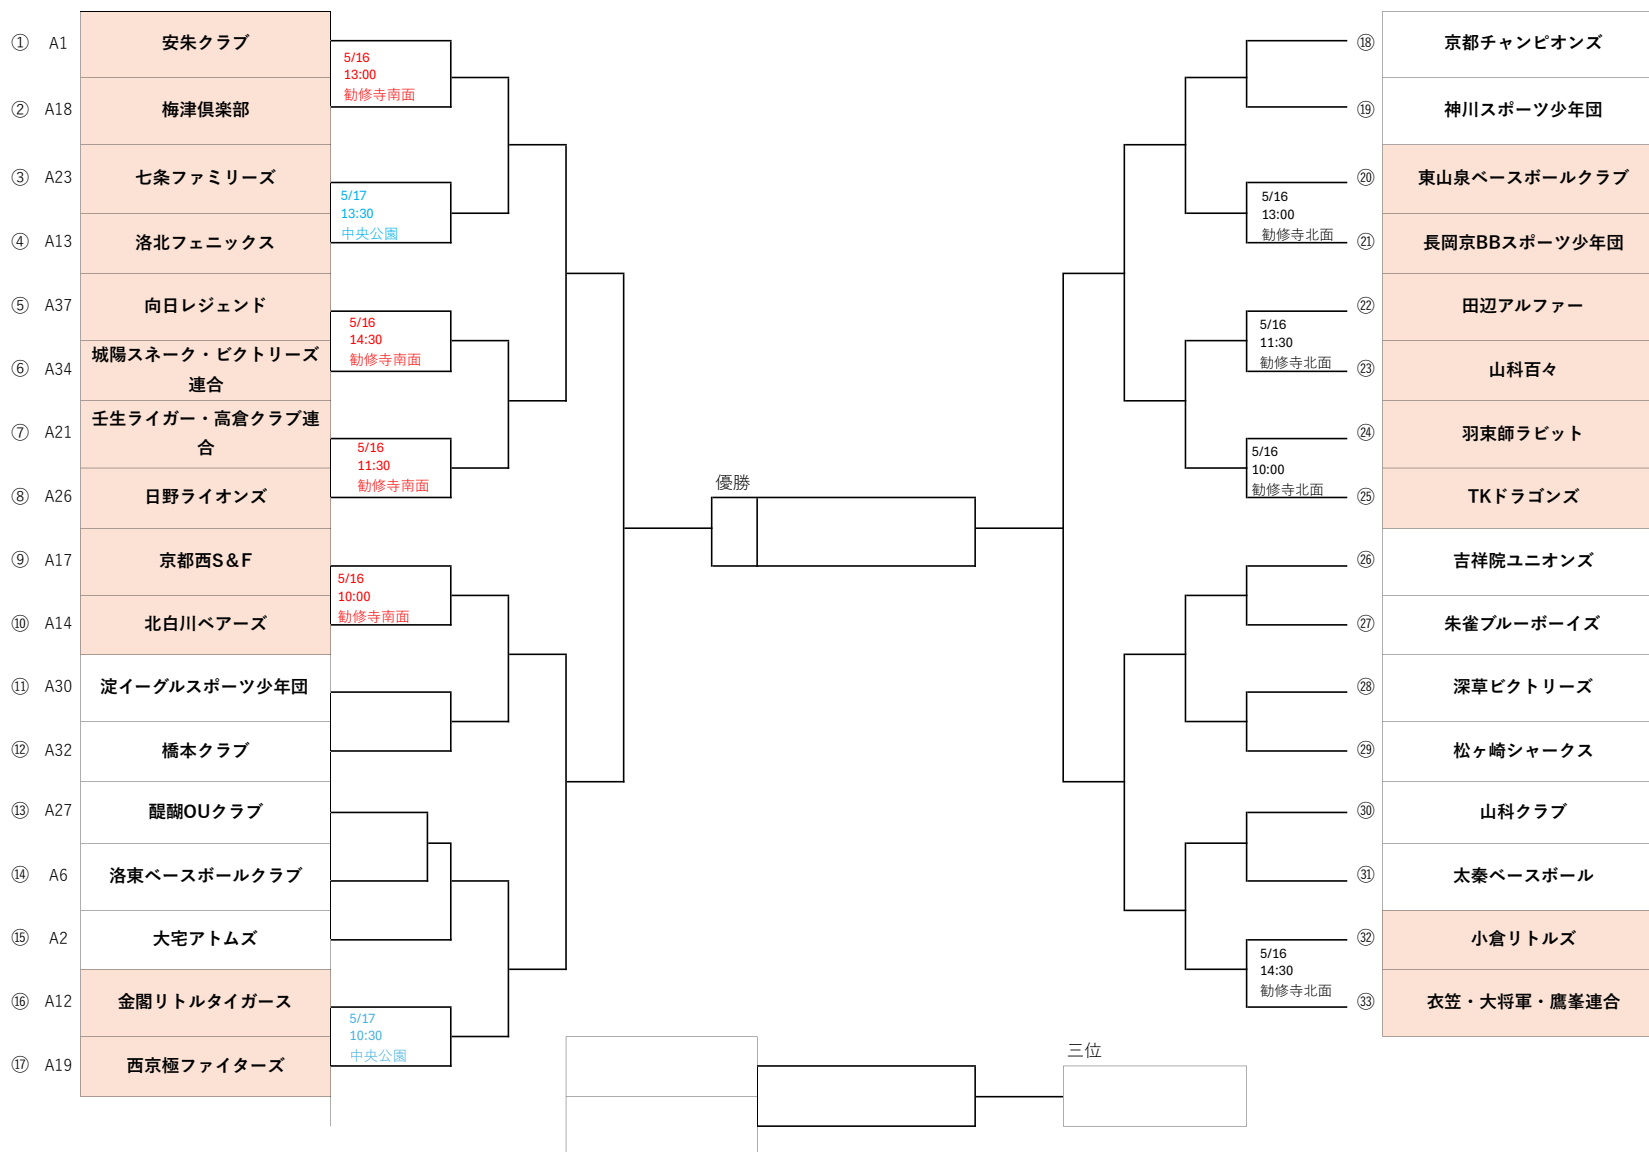 ① A1 安朱クラブ
5/16
13:00
勧修寺南面
② A18 梅津倶楽部
③ A23 七条ファミリーズ
5/17
13:30
中央公園
④ A13 洛北フェニックス
⑤ A37 向日レジェンド
5/16
14:30
勧修寺南面
⑥ A34 城陽スネーク・ビクトリーズ
連合
⑦ A21 壬生ライガー・高倉クラブ連
合
5/16
11:30
勧修寺南面
⑧ A26 日野ライオンズ
⑨ A17 京都西S&F
5/16
10:00
勧修寺南面
⑩ A14 北白川ベアーズ
⑪ A30 淀イーグルスポーツ少年団
⑫ A32 橋本クラブ
⑬ A27 醍醐OUクラブ
⑭ A6 洛東ベースボールクラブ
⑮ A2 大宅アトムズ
⑯ A12 金閣リトルタイガース
5/17
10:30
中央公園
⑰ A19 西京極ファイターズ
優勝
三位
⑱ 京都チャンピオンズ
⑲ 神川スポーツ少年団
⑳ 東山泉ベースボールクラブ
5/16
13:00
勧修寺北面
㉑ 長岡京BBスポーツ少年団
㉒ 田辺アルファー
5/16
11:30
勧修寺北面
㉓ 山科百々
㉔ 羽束師ラビット
5/16
10:00
勧修寺北面
㉕ TKドラゴンズ
㉖ 吉祥院ユニオンズ
㉗ 朱雀ブルーボーイズ
㉘ 深草ビクトリーズ
㉙ 松ヶ崎シャークス
㉚ 山科クラブ
㉛ 太秦ベースボール
㉜ 小倉リトルズ
5/16
14:30
勧修寺北面
㉝ 衣笠・大将軍・鷹峯連合